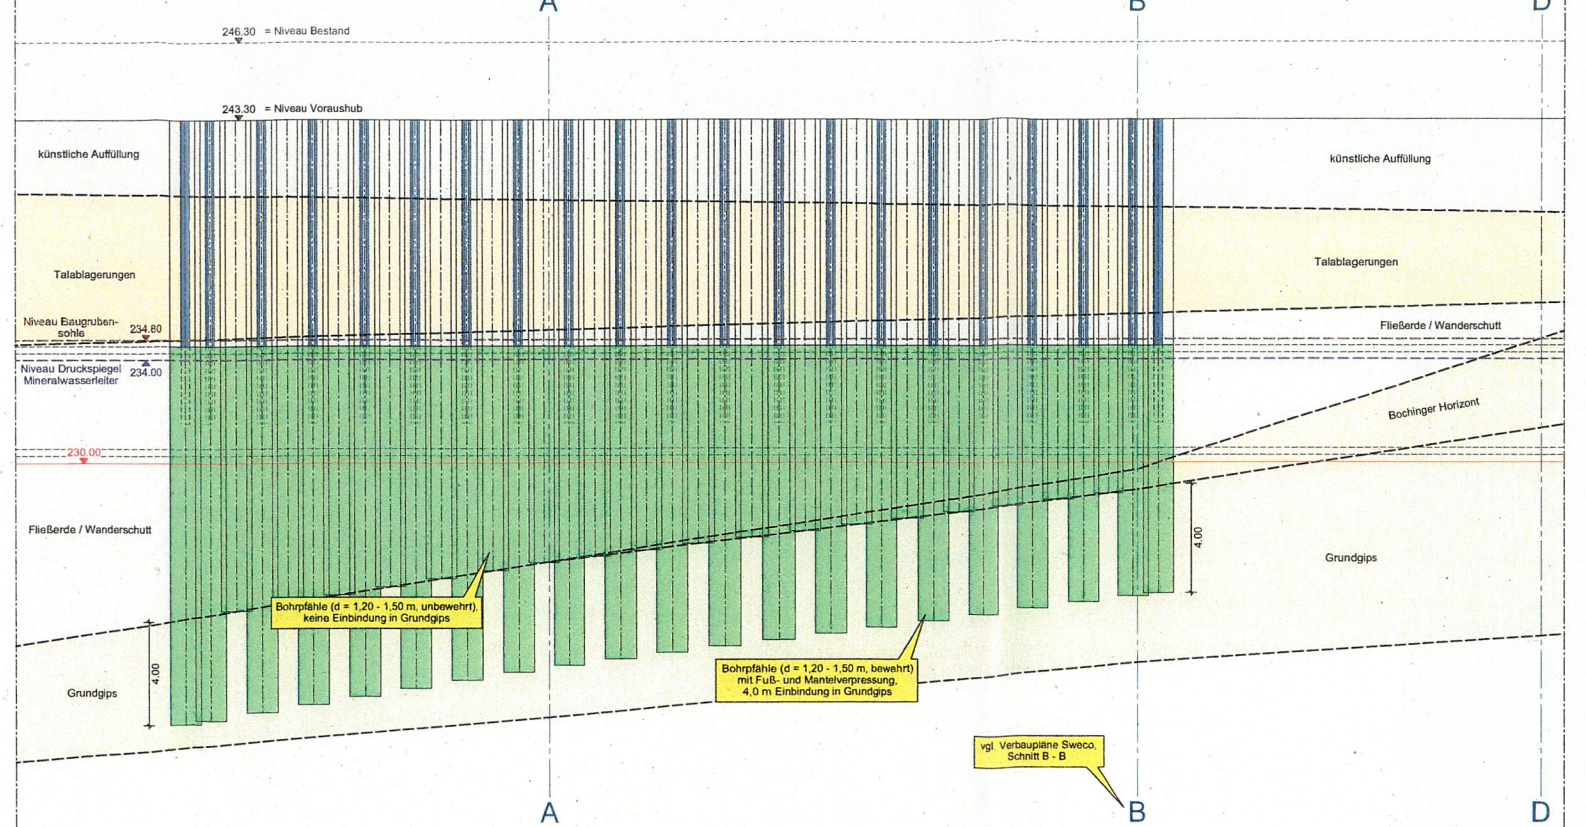 A
B
D
246.30 = Niveau Bestand
243.30 = Niveau Voraushub
künstliche Auffüllung
künstliche Auffüllung
Talablagerungen
Talablagerungen
Niveau Baugruben-
sohle
234.80
Fließerde / Wanderschutt
Niveau Druckspiegel
Mineralwasserleiter
234.00
Bochinger Horizont
230.00
Fließerde / Wanderschutt
4.00
Grundgips
Bohrpfähle (d = 1,20 - 1,50 m, unbewehrt),
keine Einbindung in Grundgips
4.00
Grundgips
Bohrpfähle (d = 1,20 - 1,50 m, bewehrt)
mit Fuß- und Mantelverpressung,
4,0 m Einbindung in Grundgips
vgl. Verbaupläne Sweco,
Schnitt B - B
A
B
D